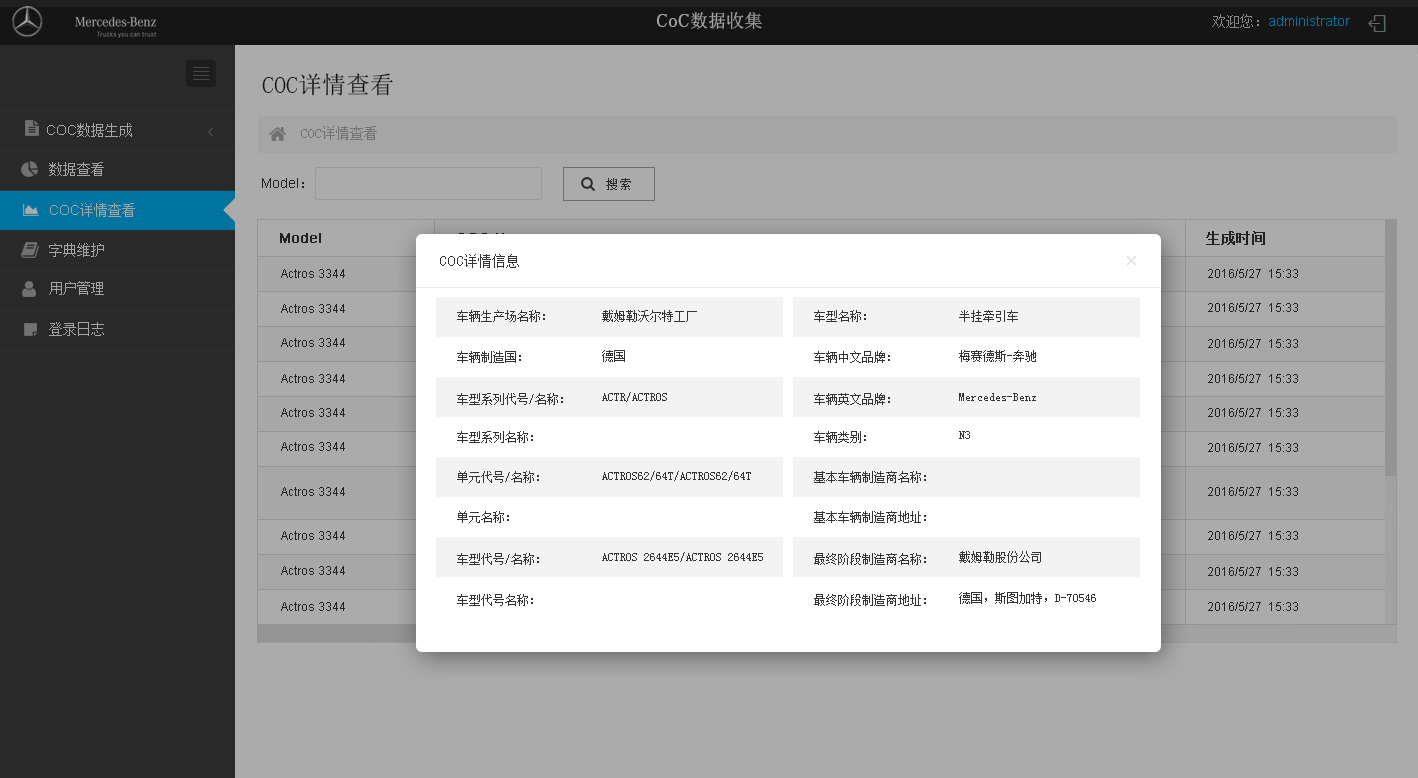 Mercedes-Benz
Trucks you can trust
CoC数据收集
欢迎您：administrator
COC详情查看
COC详情查看
COC数据生成
数据查看
COC详情查看
字典维护
用户管理
登录日志
Model：
搜索
Model
生成时间
Actros 3344
2016/5/27 15:33
Actros 3344
2016/5/27 15:33
Actros 3344
2016/5/27 15:33
Actros 3344
2016/5/27 15:33
Actros 3344
2016/5/27 15:33
Actros 3344
2016/5/27 15:33
Actros 3344
2016/5/27 15:33
Actros 3344
2016/5/27 15:33
Actros 3344
2016/5/27 15:33
Actros 3344
2016/5/27 15:33
COC详情信息
×
车辆生产场名称： 戴姆勒沃尔特工厂
车型名称： 半挂牵引车
车辆制造国： 德国
车辆中文品牌： 梅赛德斯-奔驰
车型系列代号/名称： ACTR/ACTROS
车辆英文品牌： Mercedes-Benz
车型系列名称：
车辆类别： N3
单元代号/名称： ACTROS62/64T/ACTROS62/64T
基本车辆制造商名称：
单元名称：
基本车辆制造商地址：
车型代号/名称： ACTROS 2644E5/ACTROS 2644E5
最终阶段制造商名称： 戴姆勒股份公司
车型代号名称：
最终阶段制造商地址： 德国，斯图加特，D-70546